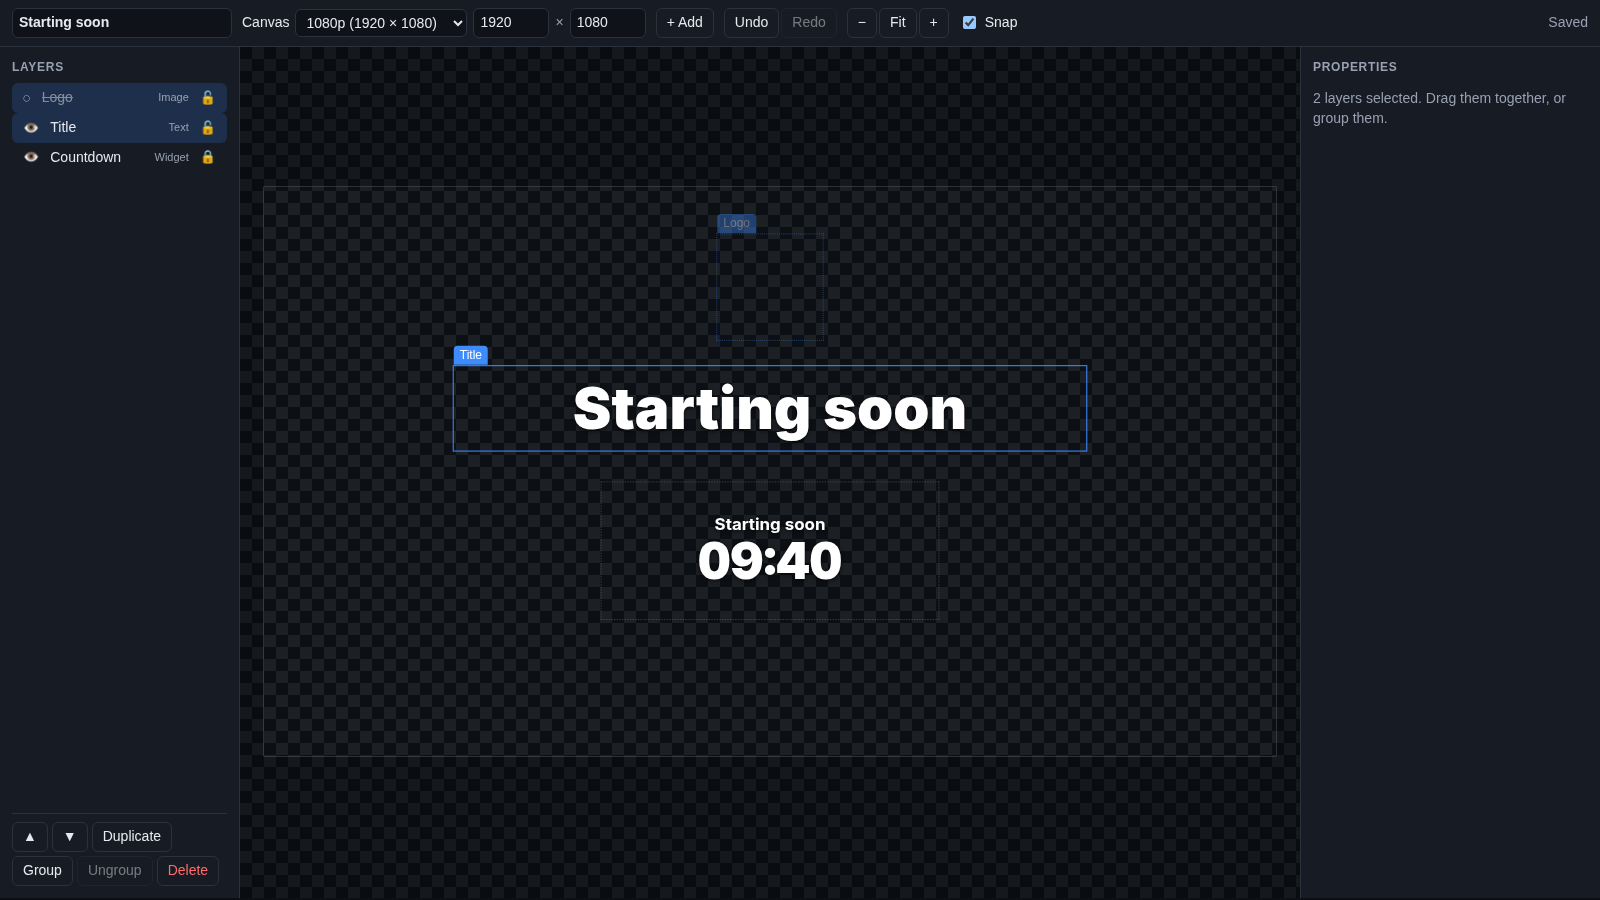 Starting soon Canvas 1080p (1920 × 1080) 1920 × 1080 + Add Undo Redo − Fit + Snap Saved
LAYERS
Logo Image
Title Text
Countdown Widget
PROPERTIES
2 layers selected. Drag them together, or
group them.
Logo
Title
Starting soon
Starting soon
09:40
▲ ▼ Duplicate
Group Ungroup Delete